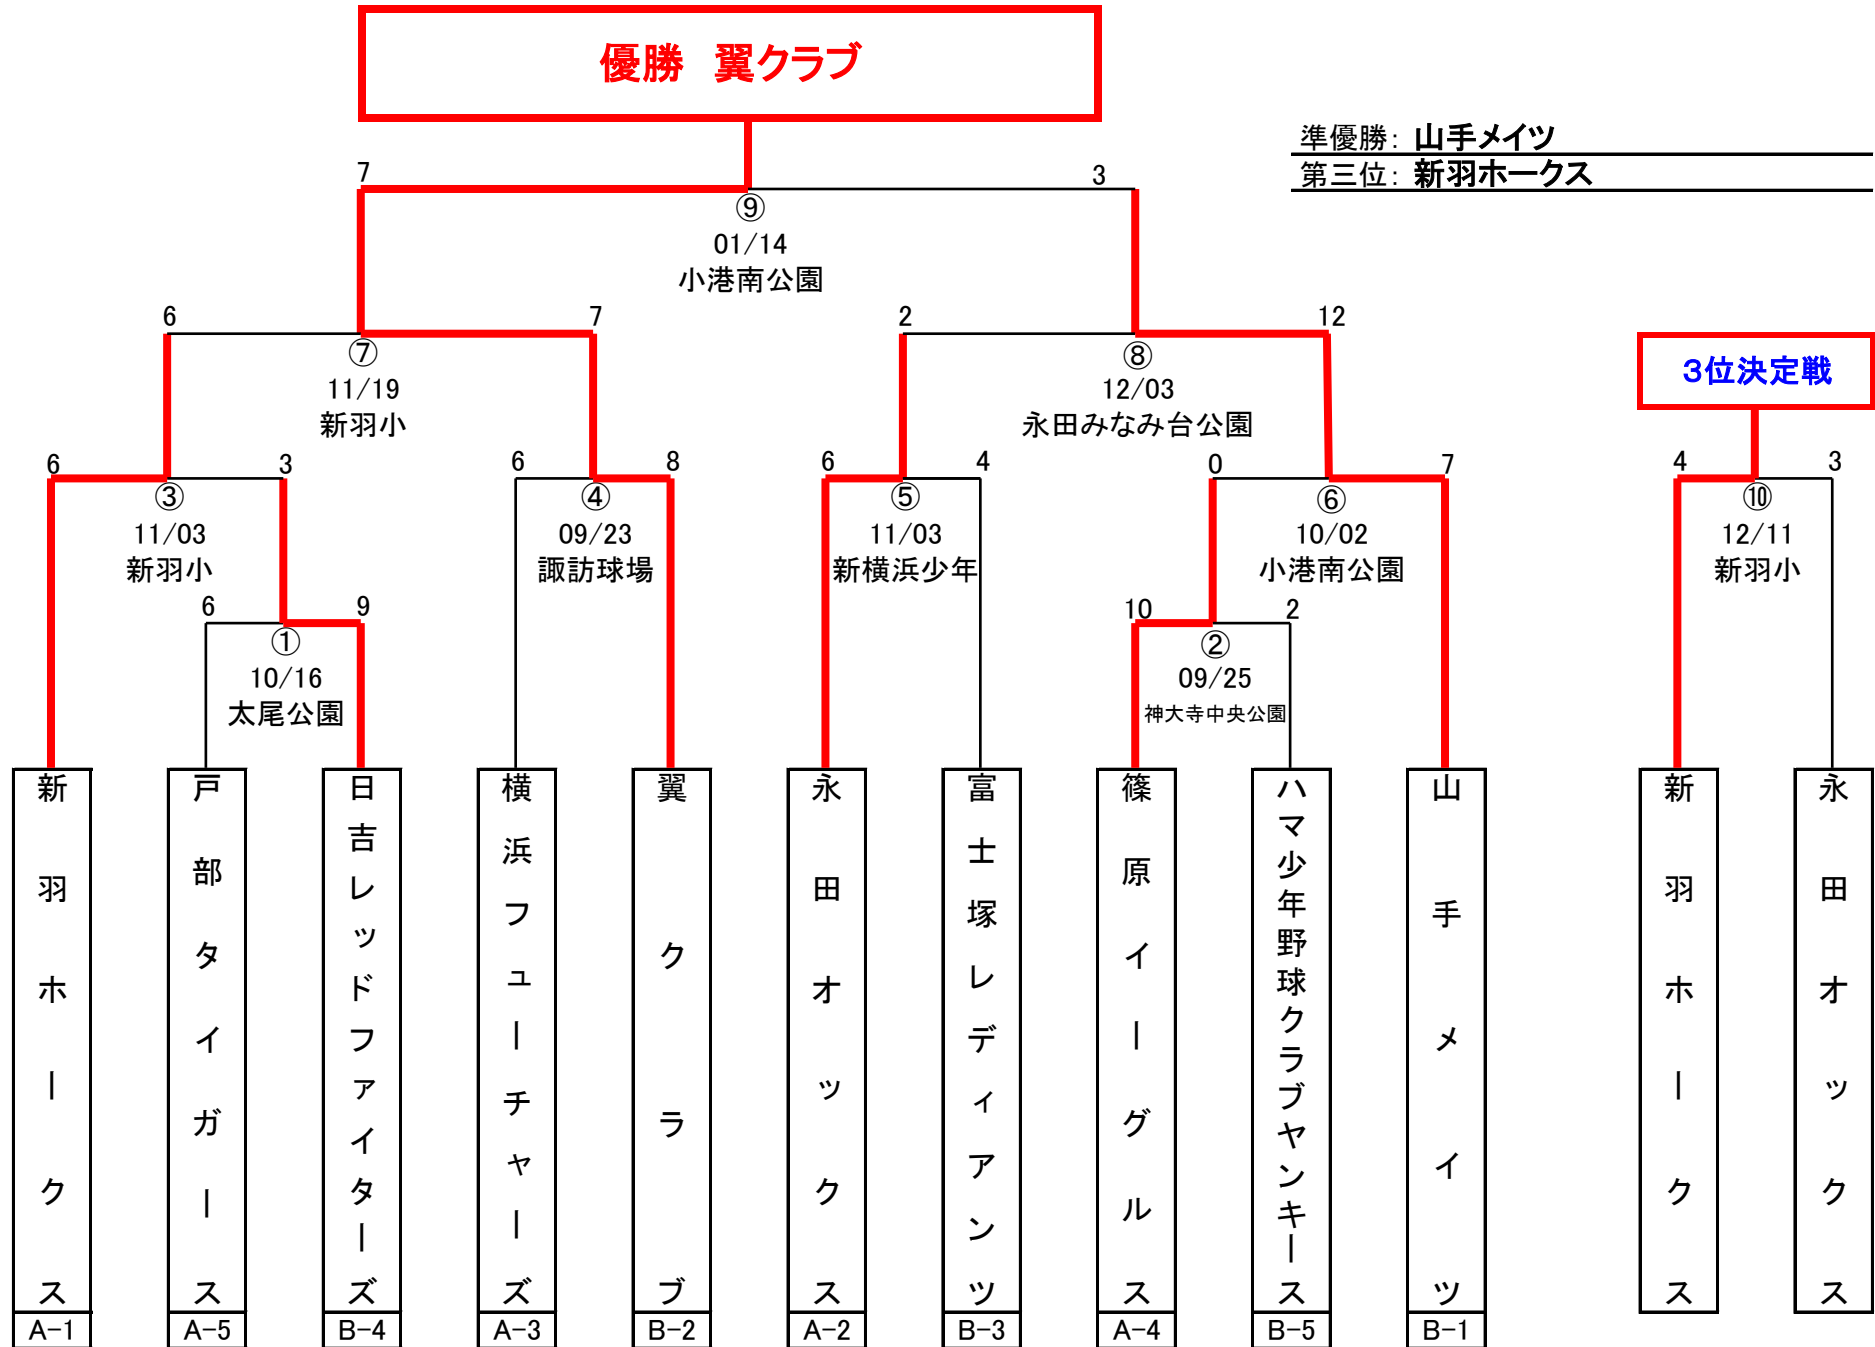 優勝　翼クラブ
準優勝： 山手メイツ
第三位： 新羽ホークス
7
3
⑨
01/14
小港南公園
6
7
2
12
⑦
11/19
新羽小
⑧
12/03
永田みなみ台公園
3位決定戦
6
3
6
8
6
4
0
7
4
3
③
11/03
新羽小
④
09/23
諏訪球場
⑤
11/03
新横浜少年
⑥
10/02
小港南公園
⑩
12/11
新羽小
6
9
10
2
①
10/16
太尾公園
②
09/25
神大寺中央公園
新羽ホークス
戸部タイガース
日吉レッドファイターズ
横浜フューチャーズ
翼クラブ
永田オックス
富士塚レディアンツ
篠原イーグルス
ハマ少年野球クラブヤンキース
山手メイツ
新羽ホークス
永田オックス
A-1
A-5
B-4
A-3
B-2
A-2
B-3
A-4
B-5
B-1